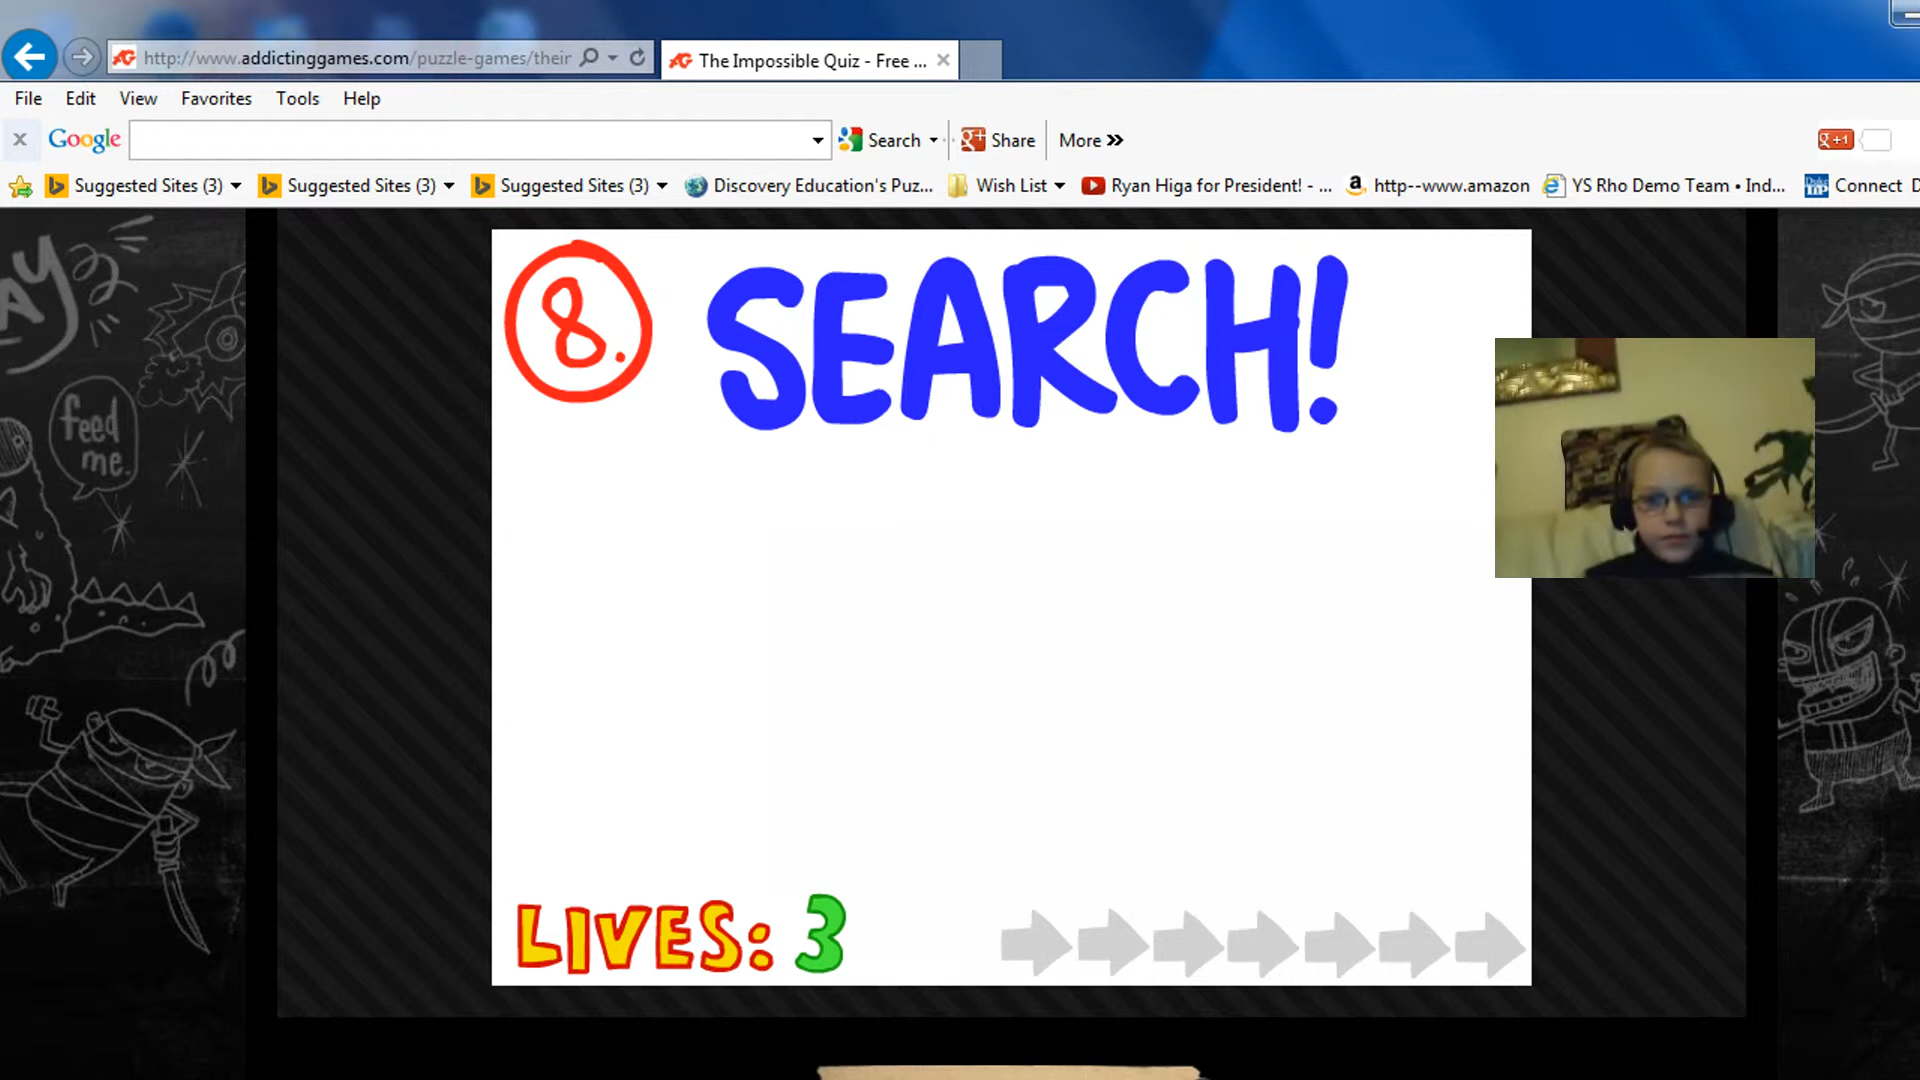 http://www.addictinggames.com/puzzle-games/their
The Impossible Quiz - Free ...
File Edit View Favorites Tools Help
x Google Search Share More »
g +1
Suggested Sites (3) Suggested Sites (3) Suggested Sites (3) Discovery Education's Puz... Wish List Ryan Higa for President! - ... http--www.amazon YS Rho Demo Team • Ind... Connect D
8. SEARCH!
AY
feed
me.
LIVES: 3